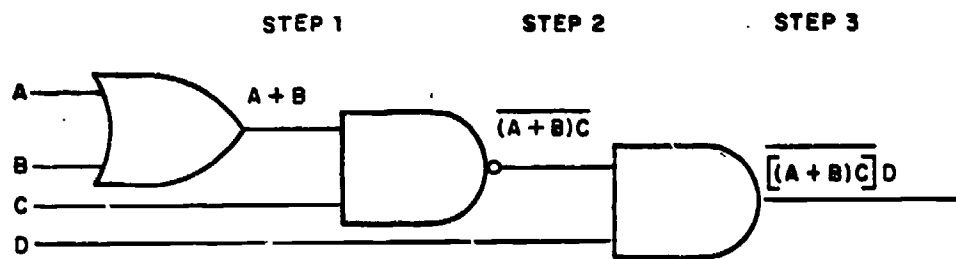 STEP 1 STEP 2 STEP 3
A
A + B
B
(A + B)C
[(A + B)C]D
C
D